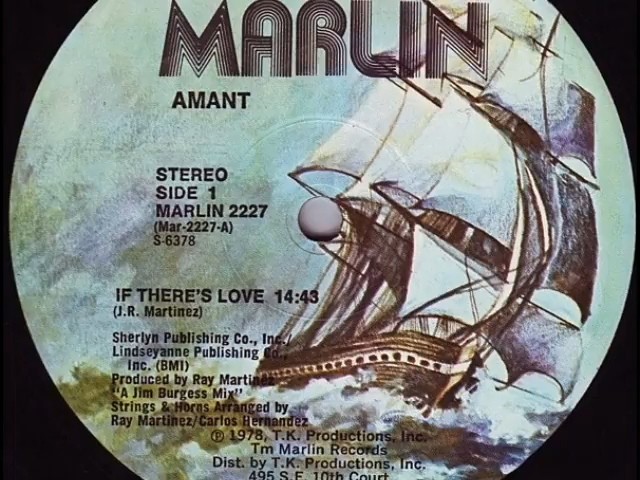 MARLIN
AMANT
STEREO
SIDE 1
MARLIN 2227
(Mar-2227-A)
S-6378
IF THERE'S LOVE 14:43
(J.R. Martinez)
Sherlyn Publishing Co., Inc./
Lindseyanne Publishing Co.,
Inc. (BMI)
Produced by Ray Martinez
"A Jim Burgess Mix"
Strings & Horns Arranged by
Ray Martinez/Carlos Hernandez
℗ 1978, T.K. Productions, Inc.
Tm Marlin Records
Dist. by T.K. Productions, Inc.
495 S.E. 10th Court